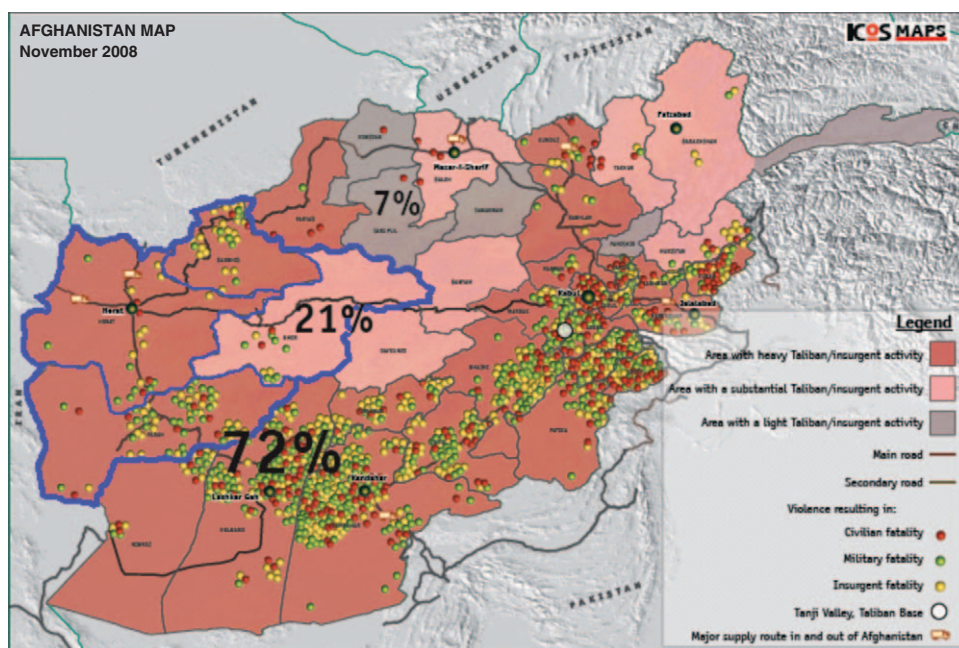 AFGHANISTAN MAP
November 2008
ICOS MAPS
TAJIKISTAN
UZBEKISTAN
TURKMENISTAN
Faizabad
Mazar-i-Sharif
7%
Kabul
Jalalabad
Herat
21%
72%
Lashkar Gah
Kandahar
IRAN
PAKISTAN
Legend
Area with heavy Taliban/insurgent activity
Area with a substantial Taliban/insurgent activity
Area with a light Taliban/insurgent activity
Main road
Secondary road
Violence resulting in:
Civilian fatality
Military fatality
Insurgent fatality
Tanji Valley, Taliban Base
Major supply route in and out of Afghanistan